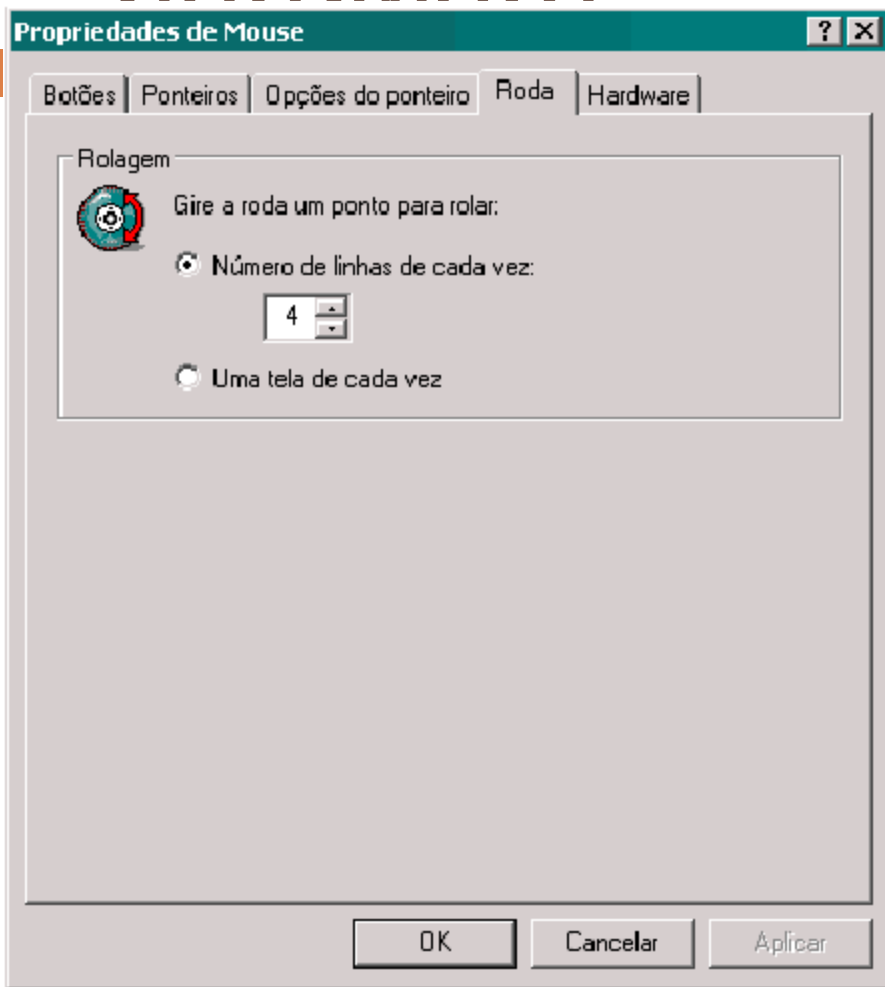 Propriedades de Mouse ? X
Botões Ponteiros Opções do ponteiro Roda Hardware
Rolagem
Gire a roda um ponto para rolar:
Número de linhas de cada vez:
4
Uma tela de cada vez
OK Cancelar Aplicar